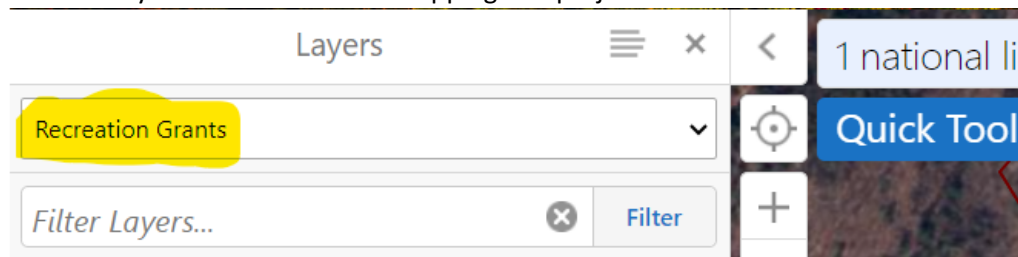 Layers
1 national li
Recreation Grants
Quick Tool
Filter Layers...
Filter